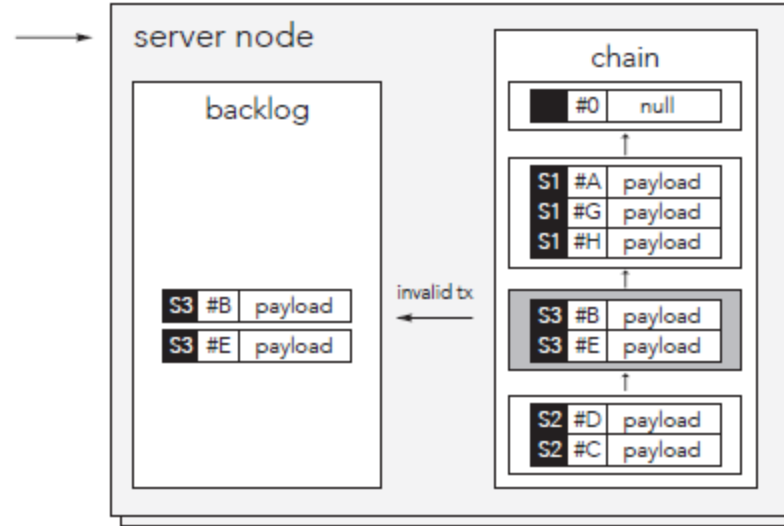 server node
backlog
S3 #B payload
S3 #E payload
invalid tx
chain
#0 null
S1 #A payload
S1 #G payload
S1 #H payload
S3 #B payload
S3 #E payload
S2 #D payload
S2 #C payload